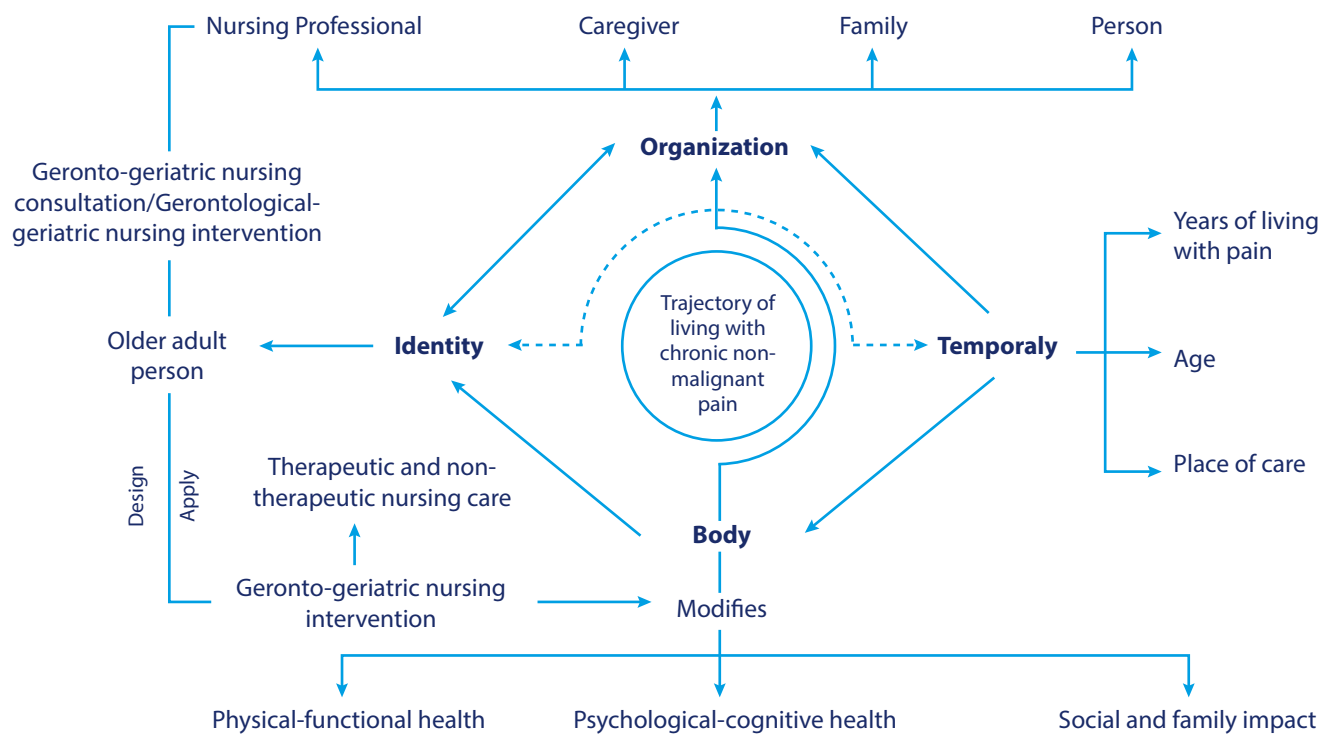 Nursing Professional
Caregiver
Family
Person
Organization
Geronto-geriatric nursing
consultation/Gerontological-
geriatric nursing intervention
Years of living
with pain
Trajectory of
living with
chronic non-
malignant
pain
Older adult
person
Identity
Temporaly
Age
Place of care
Design
Apply
Therapeutic and non-
therapeutic nursing care
Body
Geronto-geriatric nursing
intervention
Modifies
Physical-functional health
Psychological-cognitive health
Social and family impact